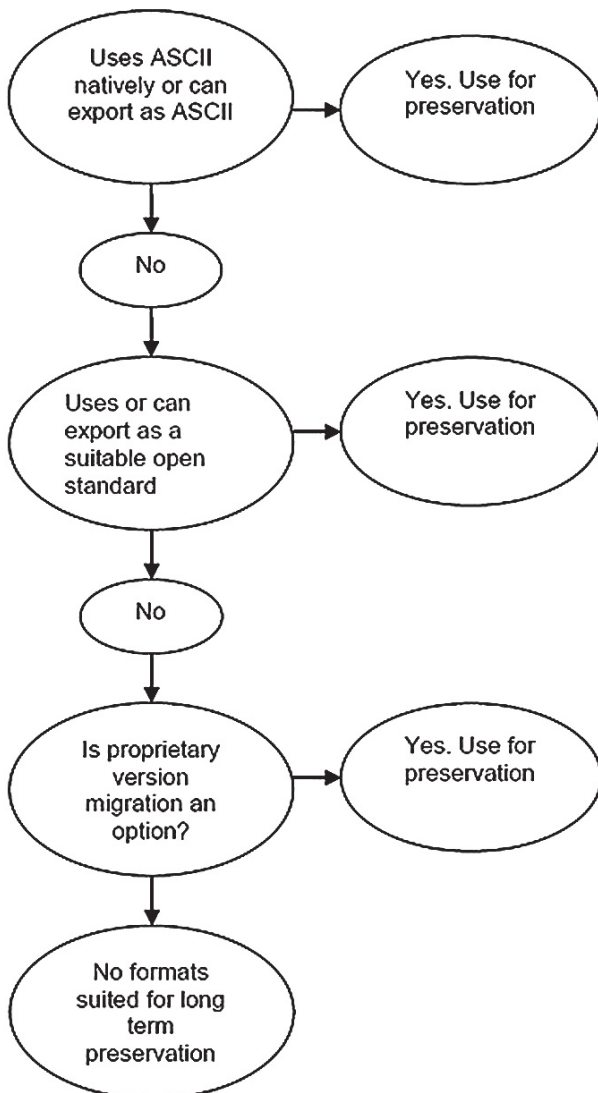 Uses ASCII
natively or can
export as ASCII
Yes. Use for
preservation
No
Uses or can
export as a
suitable open
standard
Yes. Use for
preservation
No
Is proprietary
version
migration an
option?
Yes. Use for
preservation
No formats
suited for long
term
preservation